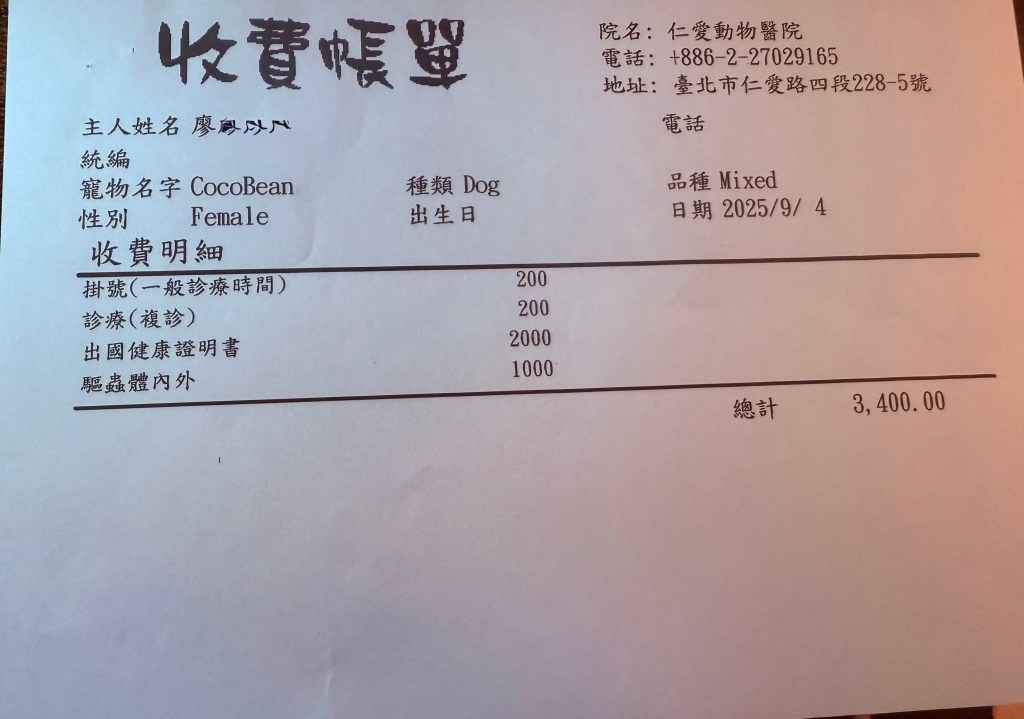 收費帳單
院名: 仁愛動物醫院
電話: +886-2-27029165
地址: 臺北市仁愛路四段228-5號
主人姓名 廖 電話
統編
寵物名字 CocoBean 種類 Dog 品種 Mixed
性別 Female 出生日 日期 2025/9/ 4
收費明細
掛號(一般診療時間) 200
診療(複診) 200
出國健康證明書 2000
驅蟲體內外 1000
總計 3,400.00